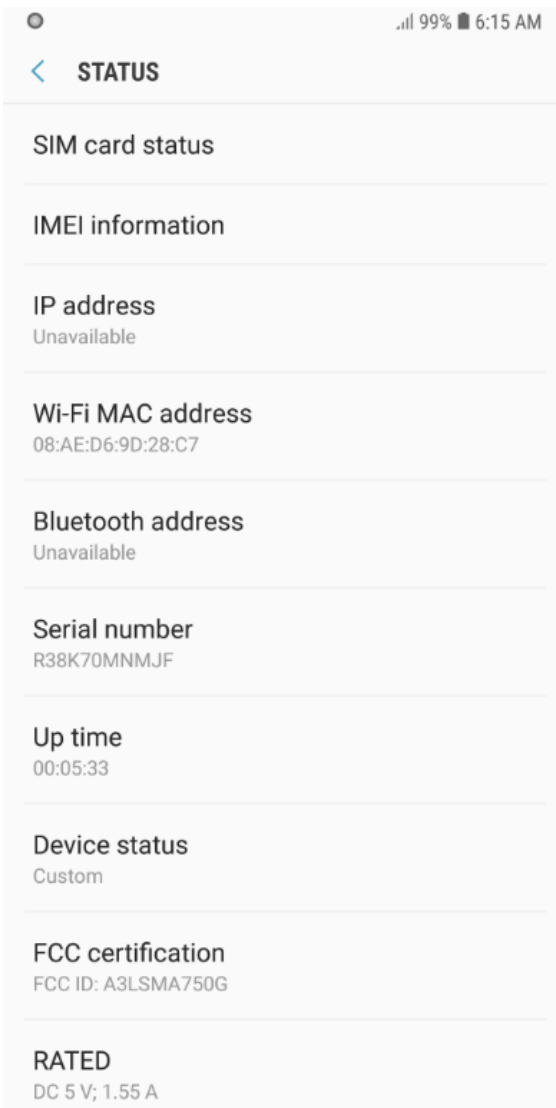 99% 6:15 AM
STATUS
SIM card status
IMEI information
IP address
Unavailable
Wi-Fi MAC address
08:AE:D6:9D:28:C7
Bluetooth address
Unavailable
Serial number
R38K70MNMJF
Up time
00:05:33
Device status
Custom
FCC certification
FCC ID: A3LSMA750G
RATED
DC 5 V; 1.55 A